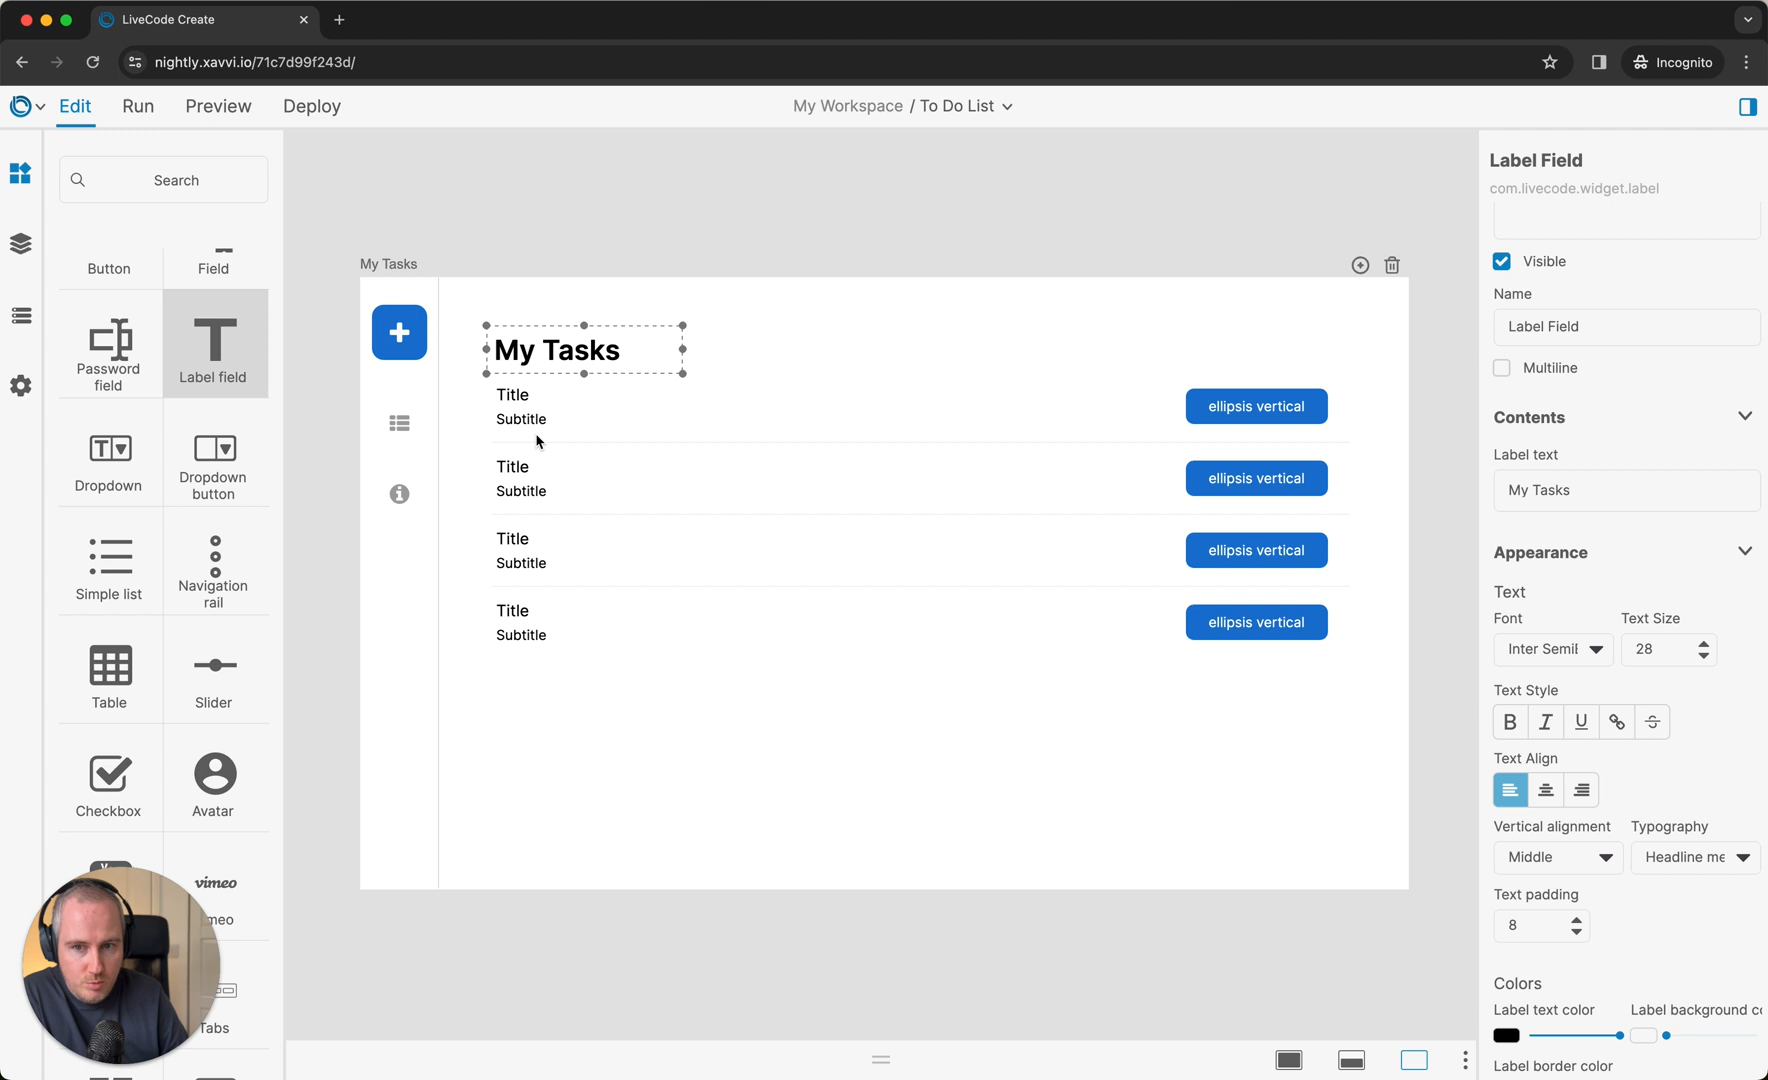 LiveCode Create
nightly.xavvi.io/71c7d99f243d/
Incognito
Edit
Run
Preview
Deploy
My Workspace / To Do List
Search
Button
Field
Password field
Label field
Dropdown
Dropdown button
Simple list
Navigation rail
Table
Slider
Checkbox
Avatar
vimeo
meo
Tabs
My Tasks
My Tasks
Title
Subtitle
ellipsis vertical
Title
Subtitle
ellipsis vertical
Title
Subtitle
ellipsis vertical
Title
Subtitle
ellipsis vertical
Label Field
com.livecode.widget.label
Visible
Name
Label Field
Multiline
Contents
Label text
My Tasks
Appearance
Text
Font
Text Size
Inter Semil
28
Text Style
B I U S
Text Align
Vertical alignment
Typography
Middle
Headline me
Text padding
8
Colors
Label text color
Label background co
Label border color